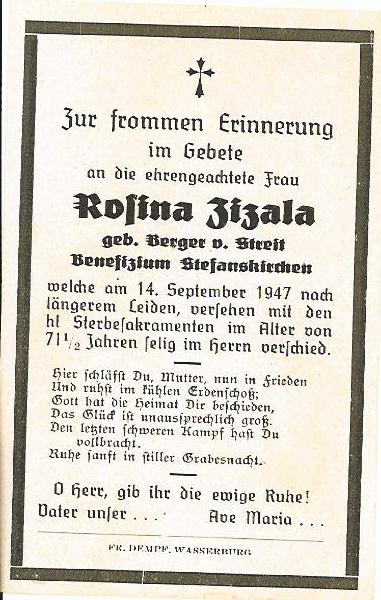 Zur frommen Erinnerung
im Gebete
an die ehrengeachtete Frau
Rosina Zizala
geb. Berger v. Streit
Benefizium Stefanskirchen
welche am 14. September 1947 nach
längerem Leiden, versehen mit den
hl Sterbesakramenten im Alter von
71 1/2 Jahren selig im Herrn verschied.
Hier schläfst Du, Mutter, nun in Frieden
Und ruhst im kühlen Erdenschoß;
Gott hat die Heimat Dir beschieden,
Das Glück ist unaussprechlich groß.
Den letzten schweren Kampf hast Du
vollbracht.
Ruhe sanft in stiller Grabesnacht.
O Herr, gib ihr die ewige Ruhe!
Vater unser . . . Ave Maria . . .
FR. DEMPF, WASSERBURG